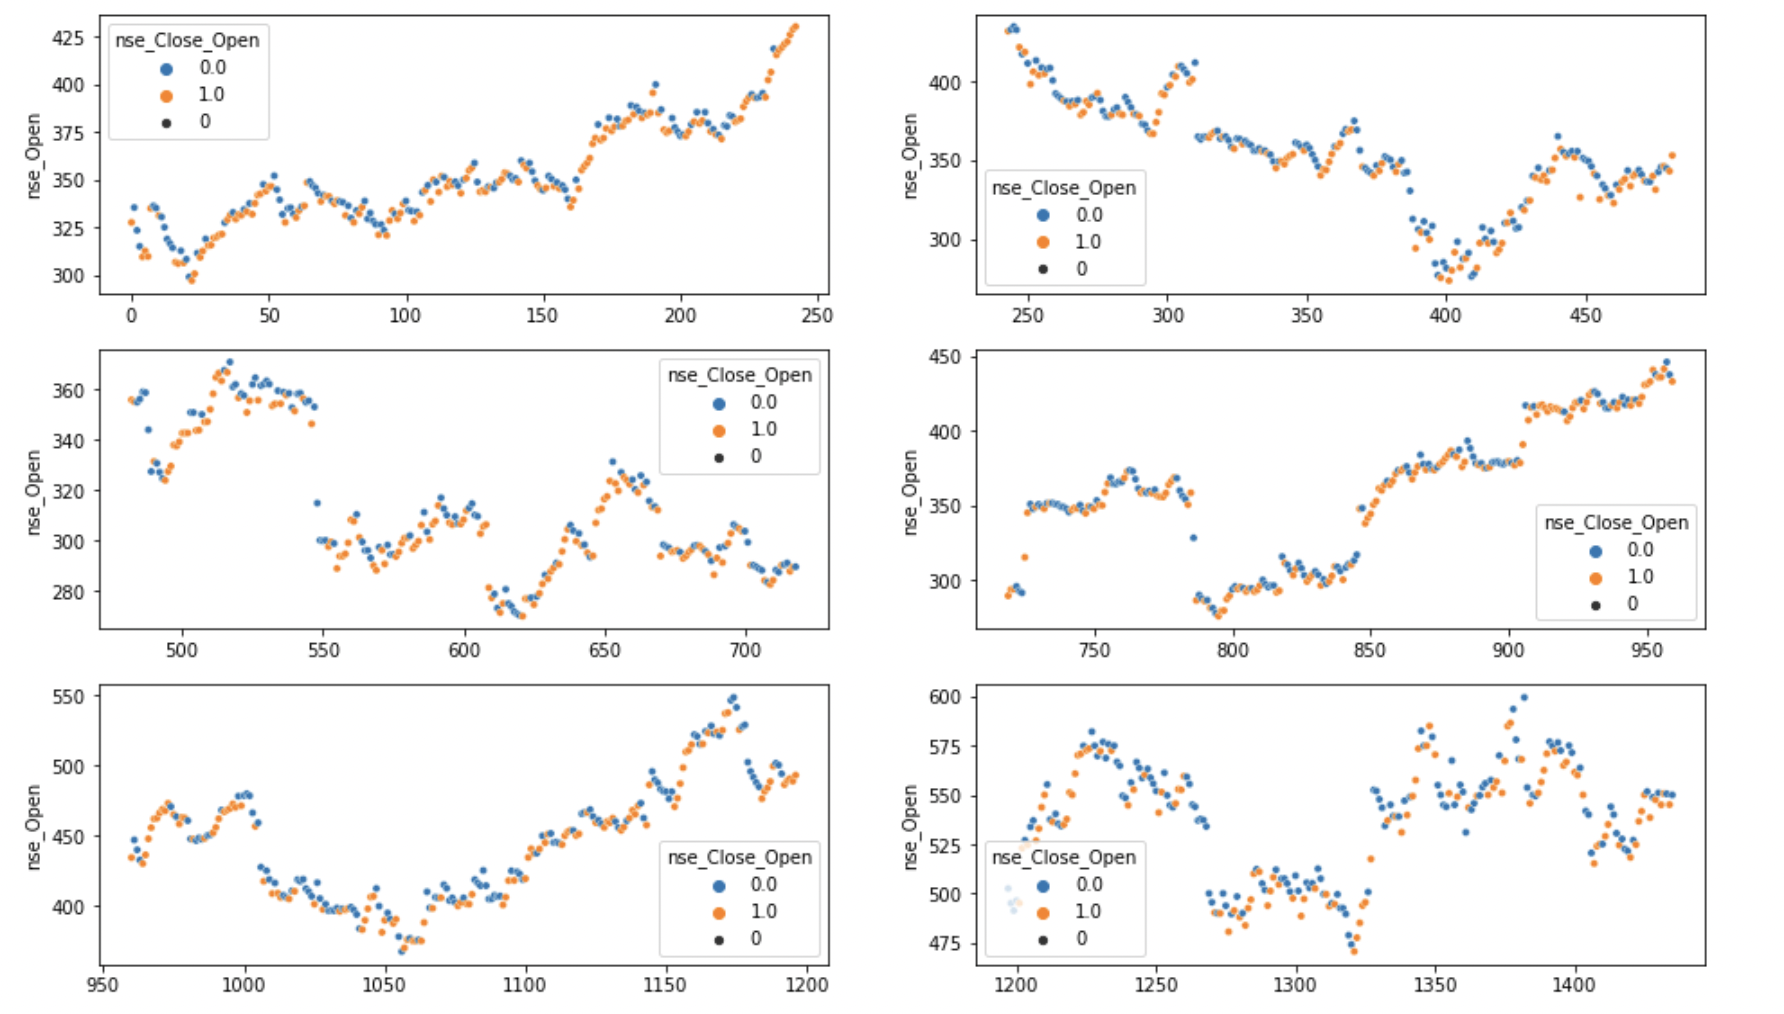 nse_Open
425
400
375
350
325
300
nse_Close_Open
0.0
1.0
0
0 50 100 150 200 250
nse_Open
400
350
300
nse_Close_Open
0.0
1.0
0
250 300 350 400 450
nse_Open
360
340
320
300
280
nse_Close_Open
0.0
1.0
0
500 550 600 650 700
nse_Open
450
400
350
300
nse_Close_Open
0.0
1.0
0
750 800 850 900 950
nse_Open
550
500
450
400
nse_Close_Open
0.0
1.0
0
950 1000 1050 1100 1150 1200
nse_Open
600
575
550
525
500
475
nse_Close_Open
0.0
1.0
0
1200 1250 1300 1350 1400